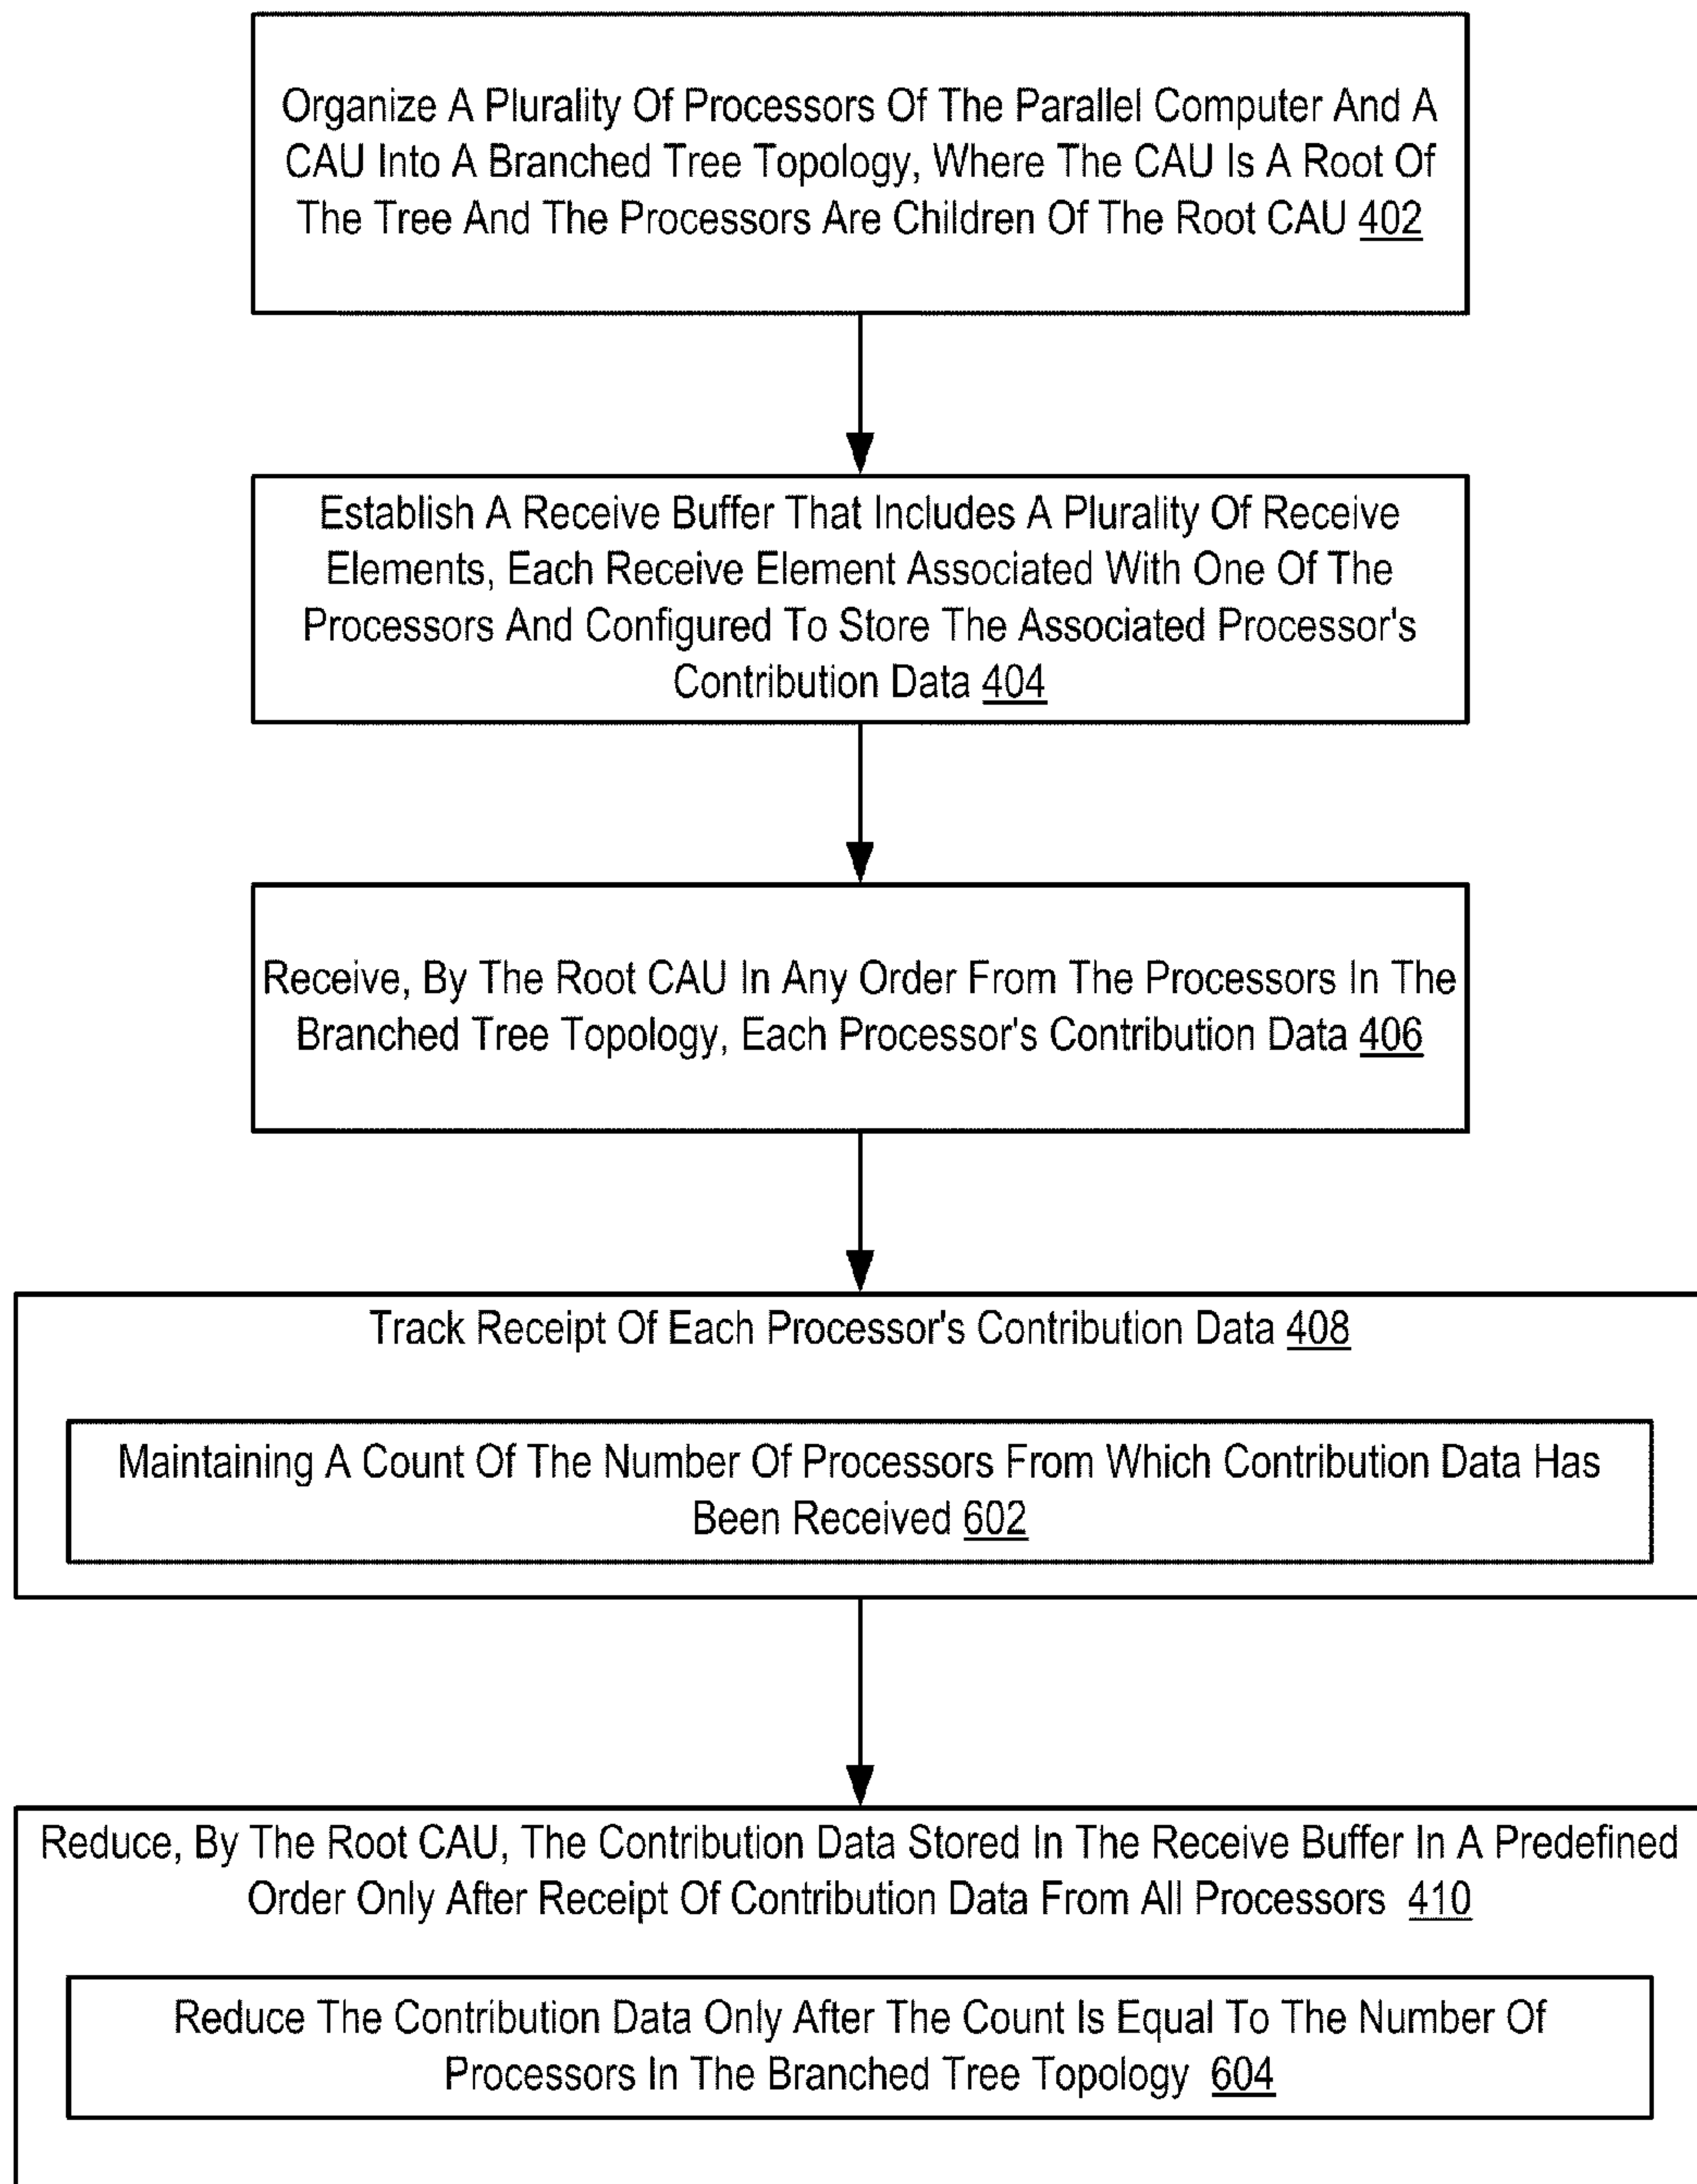 Organize A Plurality Of Processors Of The Parallel Computer And A
CAU Into A Branched Tree Topology, Where The CAU Is A Root Of
The Tree And The Processors Are Children Of The Root CAU 402
Establish A Receive Buffer That Includes A Plurality Of Receive
Elements, Each Receive Element Associated With One Of The
Processors And Configured To Store The Associated Processor's
Contribution Data 404
Receive, By The Root CAU In Any Order From The Processors In The
Branched Tree Topology, Each Processor's Contribution Data 406
Track Receipt Of Each Processor's Contribution Data 408
Maintaining A Count Of The Number Of Processors From Which Contribution Data Has
Been Received 602
Reduce, By The Root CAU, The Contribution Data Stored In The Receive Buffer In A Predefined
Order Only After Receipt Of Contribution Data From All Processors 410
Reduce The Contribution Data Only After The Count Is Equal To The Number Of
Processors In The Branched Tree Topology 604